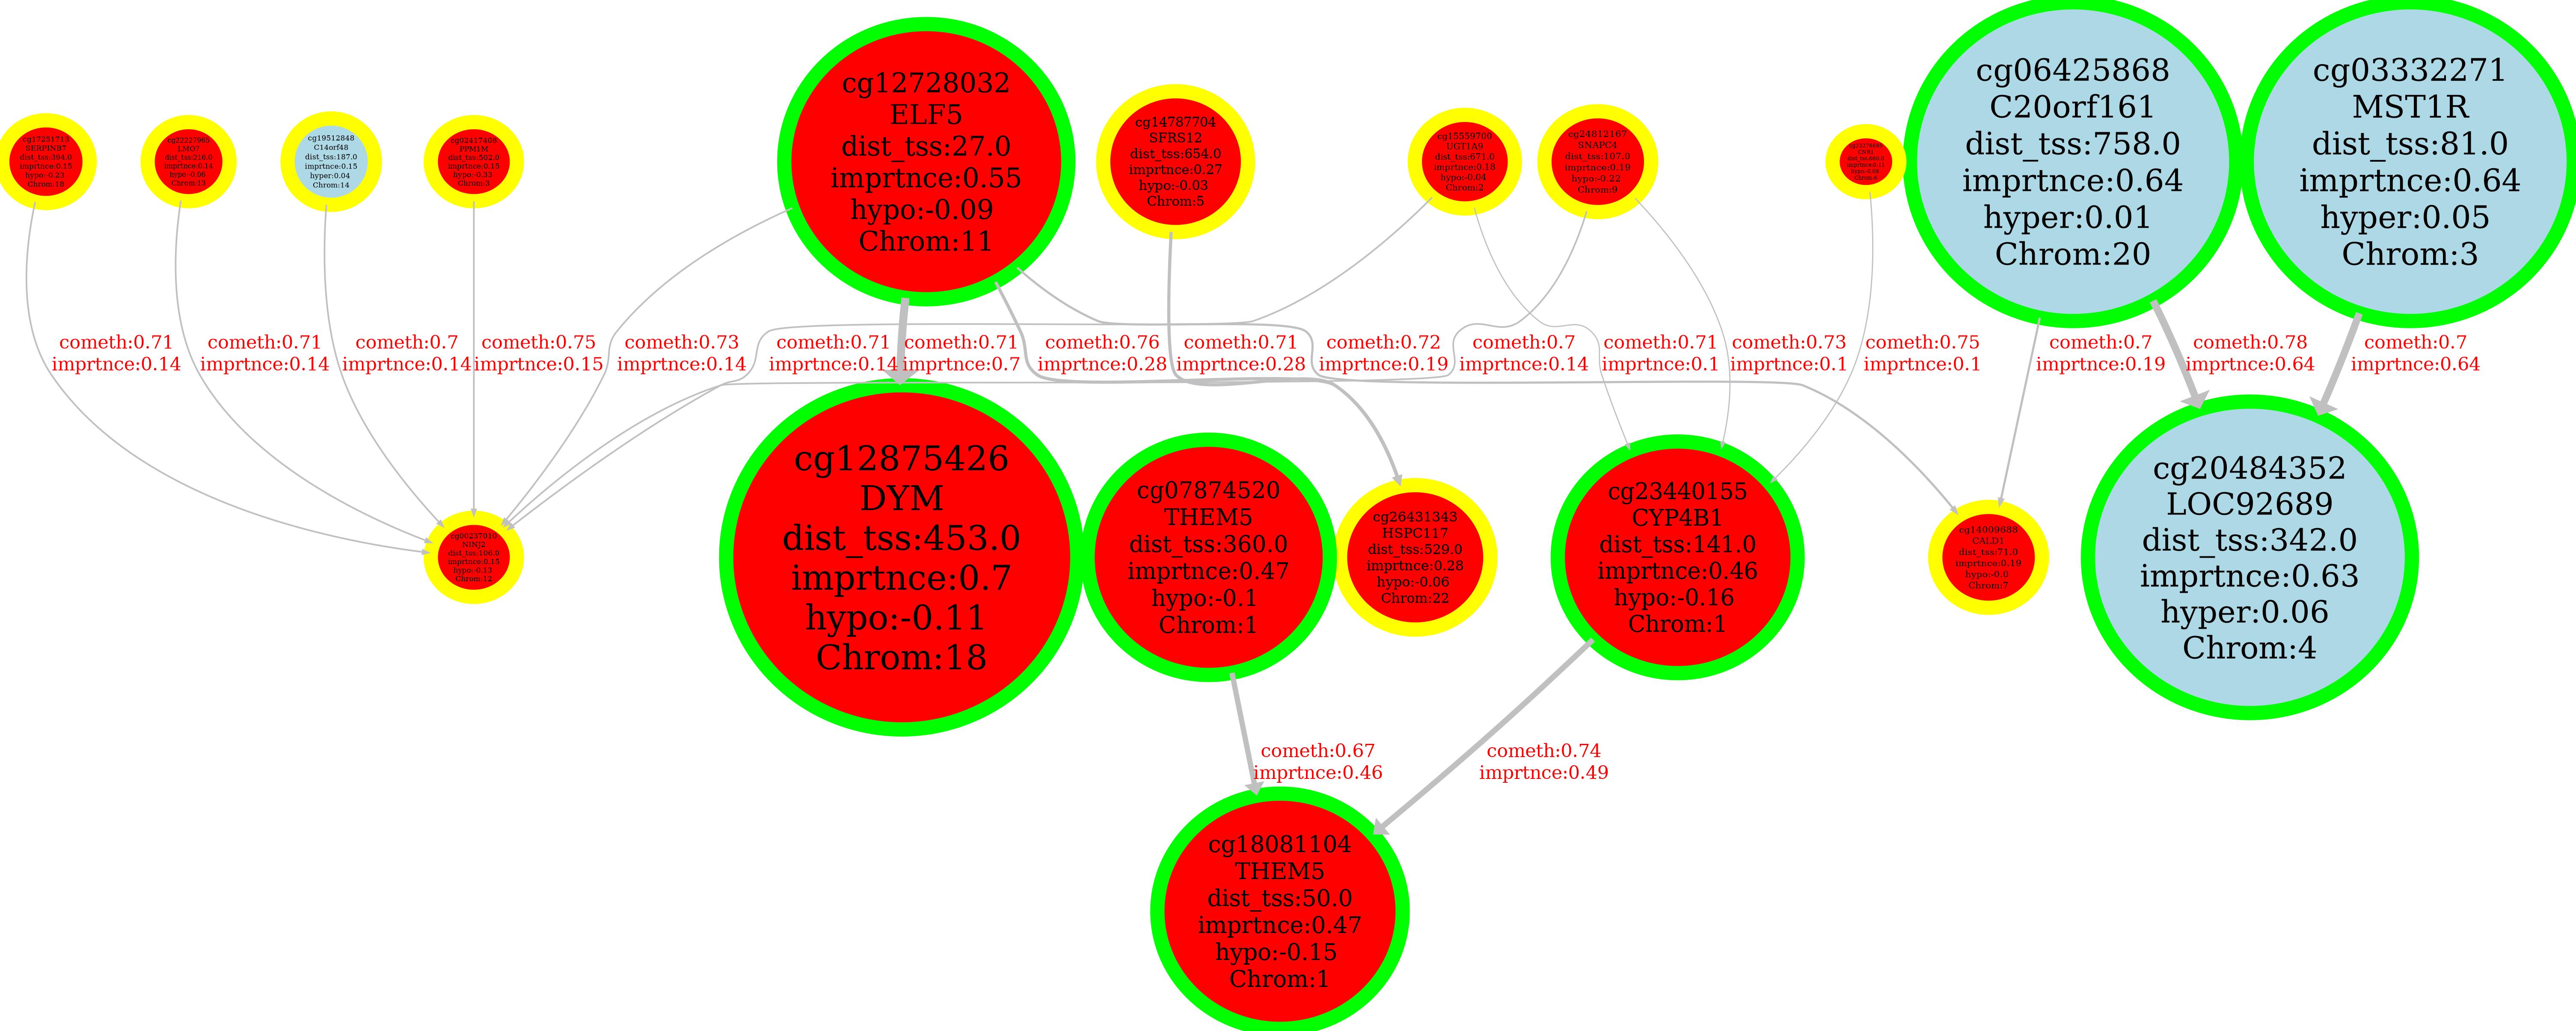 cg17251713
SERPINB7
dist_tss:394.0
imprtnce:0.15
hypo:-0.23
Chrom:18
cg22227965
LMO7
dist_tss:216.0
imprtnce:0.14
hypo:-0.06
Chrom:13
cg19512848
C14orf48
dist_tss:187.0
imprtnce:0.15
hyper:0.04
Chrom:14
cg02417408
PPM1M
dist_tss:502.0
imprtnce:0.15
hypo:-0.33
Chrom:3
cg12728032
ELF5
dist_tss:27.0
imprtnce:0.55
hypo:-0.09
Chrom:11
cg14787704
SFRS12
dist_tss:654.0
imprtnce:0.27
hypo:-0.03
Chrom:5
cg15559700
UGT1A9
dist_tss:671.0
imprtnce:0.18
hypo:-0.04
Chrom:2
cg24812167
SNAPC4
dist_tss:107.0
imprtnce:0.19
hypo:-0.22
Chrom:9
cg06425868
C20orf161
dist_tss:758.0
imprtnce:0.64
hyper:0.01
Chrom:20
cg03332271
MST1R
dist_tss:81.0
imprtnce:0.64
hyper:0.05
Chrom:3
cometh:0.71
imprtnce:0.14
cometh:0.71
imprtnce:0.14
cometh:0.7
imprtnce:0.14
cometh:0.75
imprtnce:0.15
cometh:0.73
imprtnce:0.14
cometh:0.71
imprtnce:0.14
cometh:0.71
imprtnce:0.7
cometh:0.76
imprtnce:0.28
cometh:0.71
imprtnce:0.28
cometh:0.72
imprtnce:0.19
cometh:0.7
imprtnce:0.14
cometh:0.71
imprtnce:0.1
cometh:0.73
imprtnce:0.1
cometh:0.75
imprtnce:0.1
cometh:0.7
imprtnce:0.19
cometh:0.78
imprtnce:0.64
cometh:0.7
imprtnce:0.64
cg00237010
NINJ2
dist_tss:106.0
imprtnce:0.15
hypo:-0.13
Chrom:12
cg12875426
DYM
dist_tss:453.0
imprtnce:0.7
hypo:-0.11
Chrom:18
cg07874520
THEM5
dist_tss:360.0
imprtnce:0.47
hypo:-0.1
Chrom:1
cg26431343
HSPC117
dist_tss:529.0
imprtnce:0.28
hypo:-0.06
Chrom:22
cg23440155
CYP4B1
dist_tss:141.0
imprtnce:0.46
hypo:-0.16
Chrom:1
cg14009688
CALD1
dist_tss:71.0
imprtnce:0.19
hypo:-0.0
Chrom:7
cg20484352
LOC92689
dist_tss:342.0
imprtnce:0.63
hyper:0.06
Chrom:4
cometh:0.67
imprtnce:0.46
cometh:0.74
imprtnce:0.49
cg18081104
THEM5
dist_tss:50.0
imprtnce:0.47
hypo:-0.15
Chrom:1